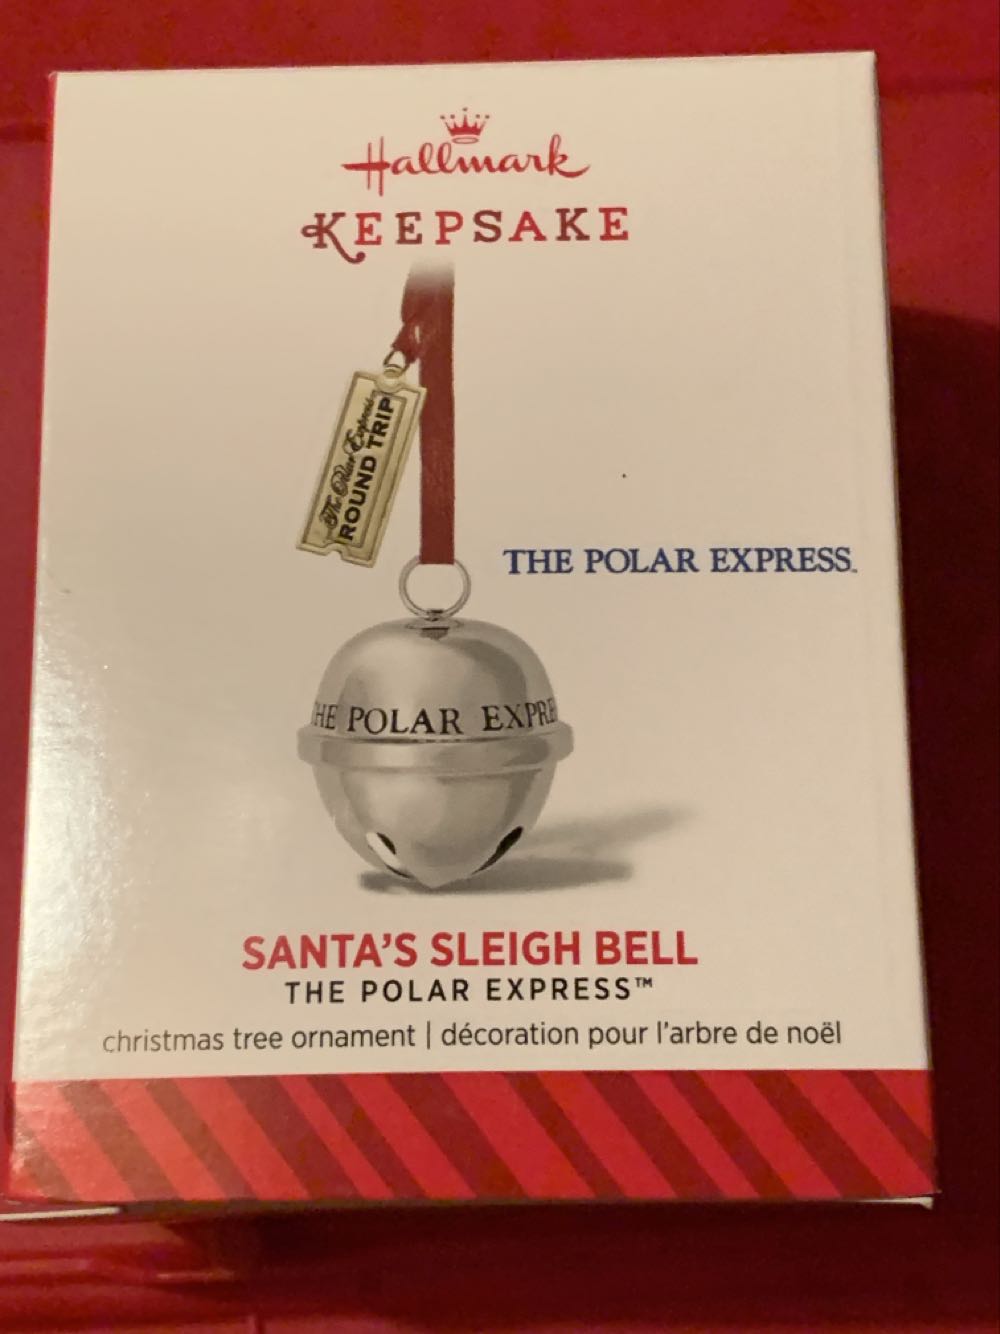 Hallmark
KEEPSAKE
The Polar Express
ROUND TRIP
THE POLAR EXPRESS.
HE POLAR EXPRE
SANTA'S SLEIGH BELL
THE POLAR EXPRESS™
christmas tree ornament | décoration pour l'arbre de noël